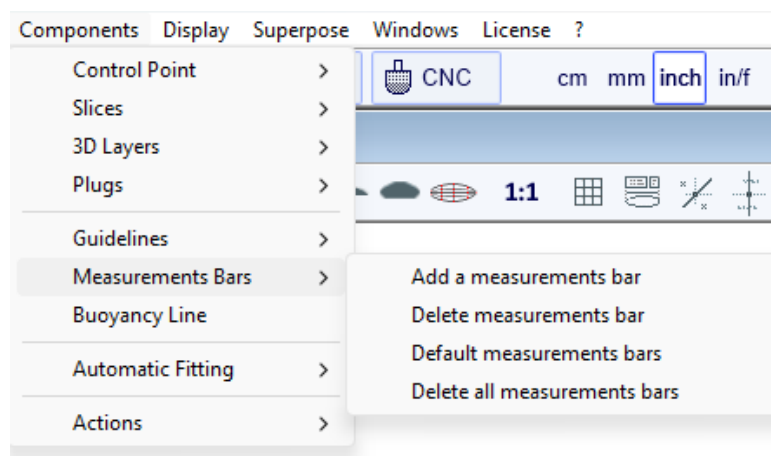 Components Display Superpose Windows License ?
Control Point
CNC cm mm inch in/f
Slices
3D Layers
Plugs
1:1
Guidelines
Measurements Bars
Add a measurements bar
Buoyancy Line
Delete measurements bar
Default measurements bars
Automatic Fitting
Delete all measurements bars
Actions